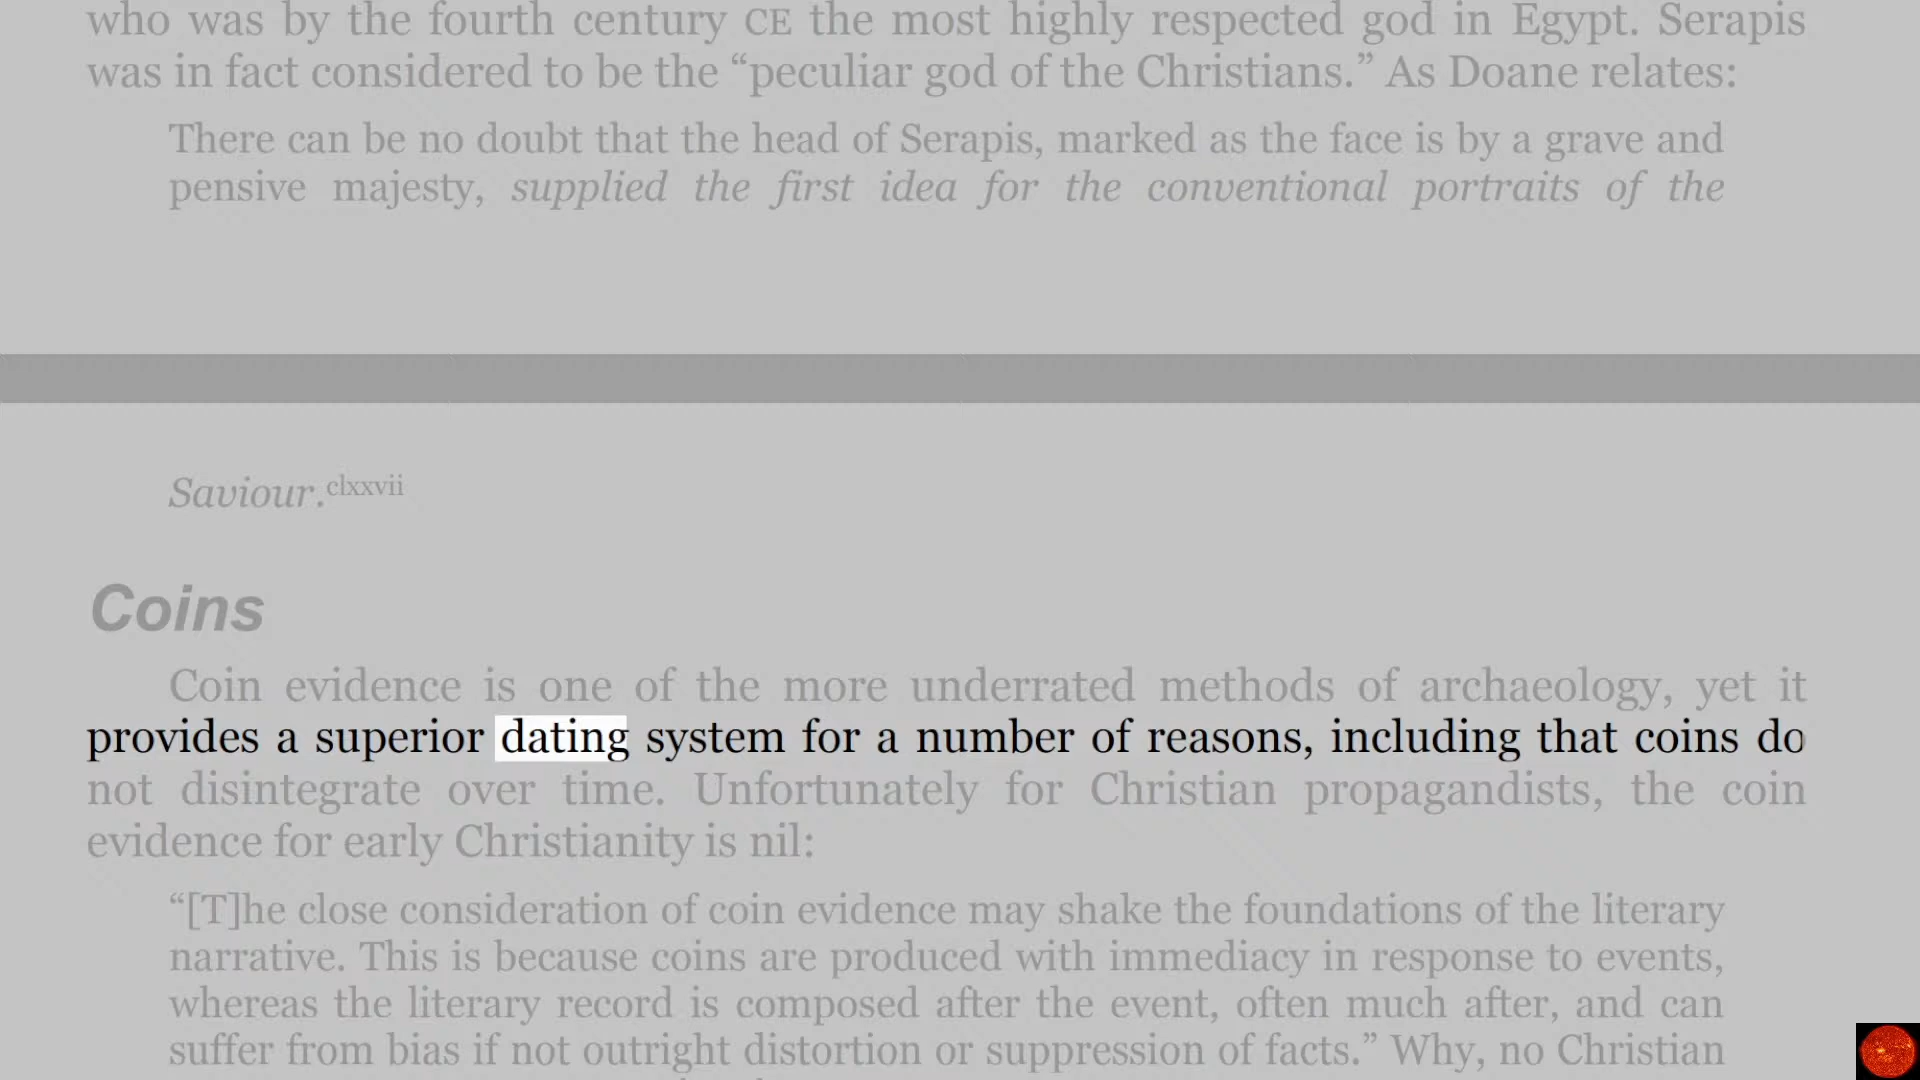 who was by the fourth century CE the most highly respected god in Egypt. Serapis
was in fact considered to be the “peculiar god of the Christians.” As Doane relates:
There can be no doubt that the head of Serapis, marked as the face is by a grave and
pensive majesty, supplied the first idea for the conventional portraits of the
Saviour.clxxvii
Coins
Coin evidence is one of the more underrated methods of archaeology, yet it
provides a superior dating system for a number of reasons, including that coins do
not disintegrate over time. Unfortunately for Christian propagandists, the coin
evidence for early Christianity is nil:
“[T]he close consideration of coin evidence may shake the foundations of the literary
narrative. This is because coins are produced with immediacy in response to events,
whereas the literary record is composed after the event, often much after, and can
suffer from bias if not outright distortion or suppression of facts.” Why, no Christian